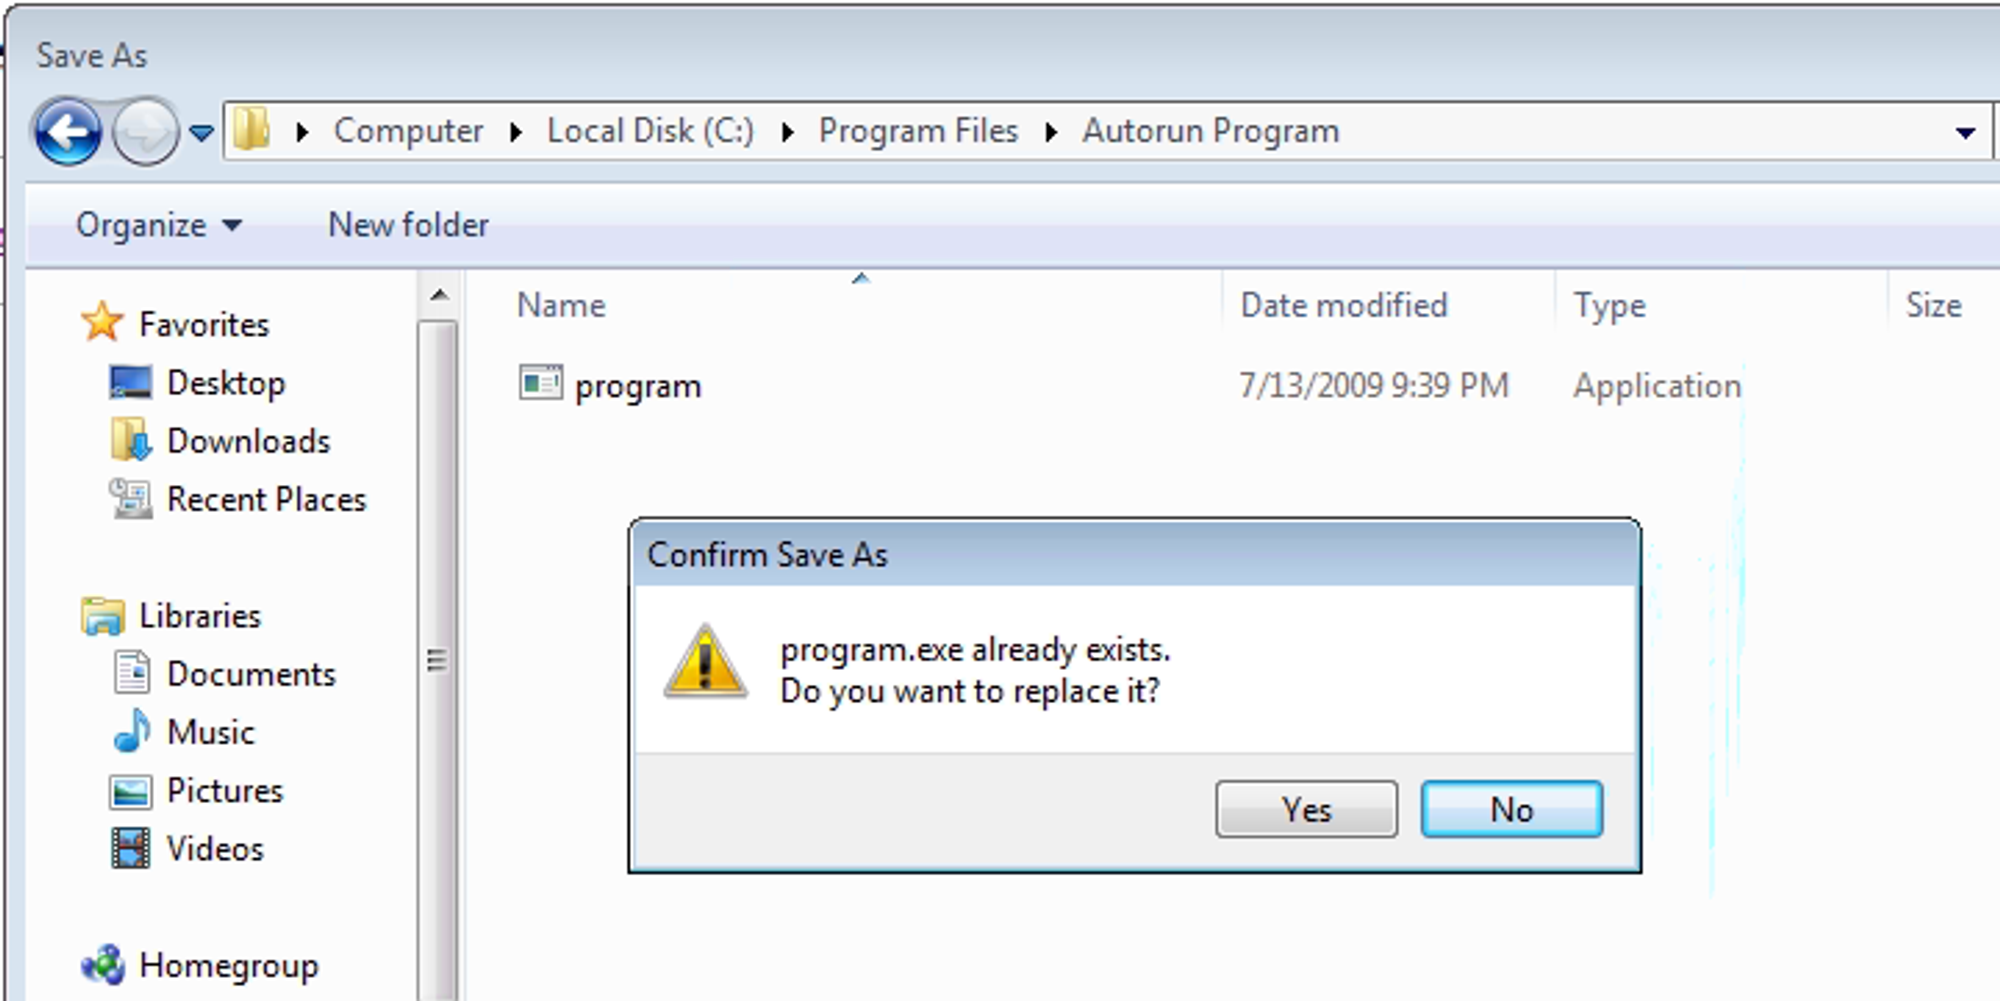 Save As
Computer Local Disk (C:) Program Files Autorun Program
Organize New folder
Name Date modified Type Size
program 7/13/2009 9:39 PM Application
Favorites
Desktop
Downloads
Recent Places
Libraries
Documents
Music
Pictures
Videos
Homegroup
Confirm Save As
program.exe already exists.
Do you want to replace it?
Yes No